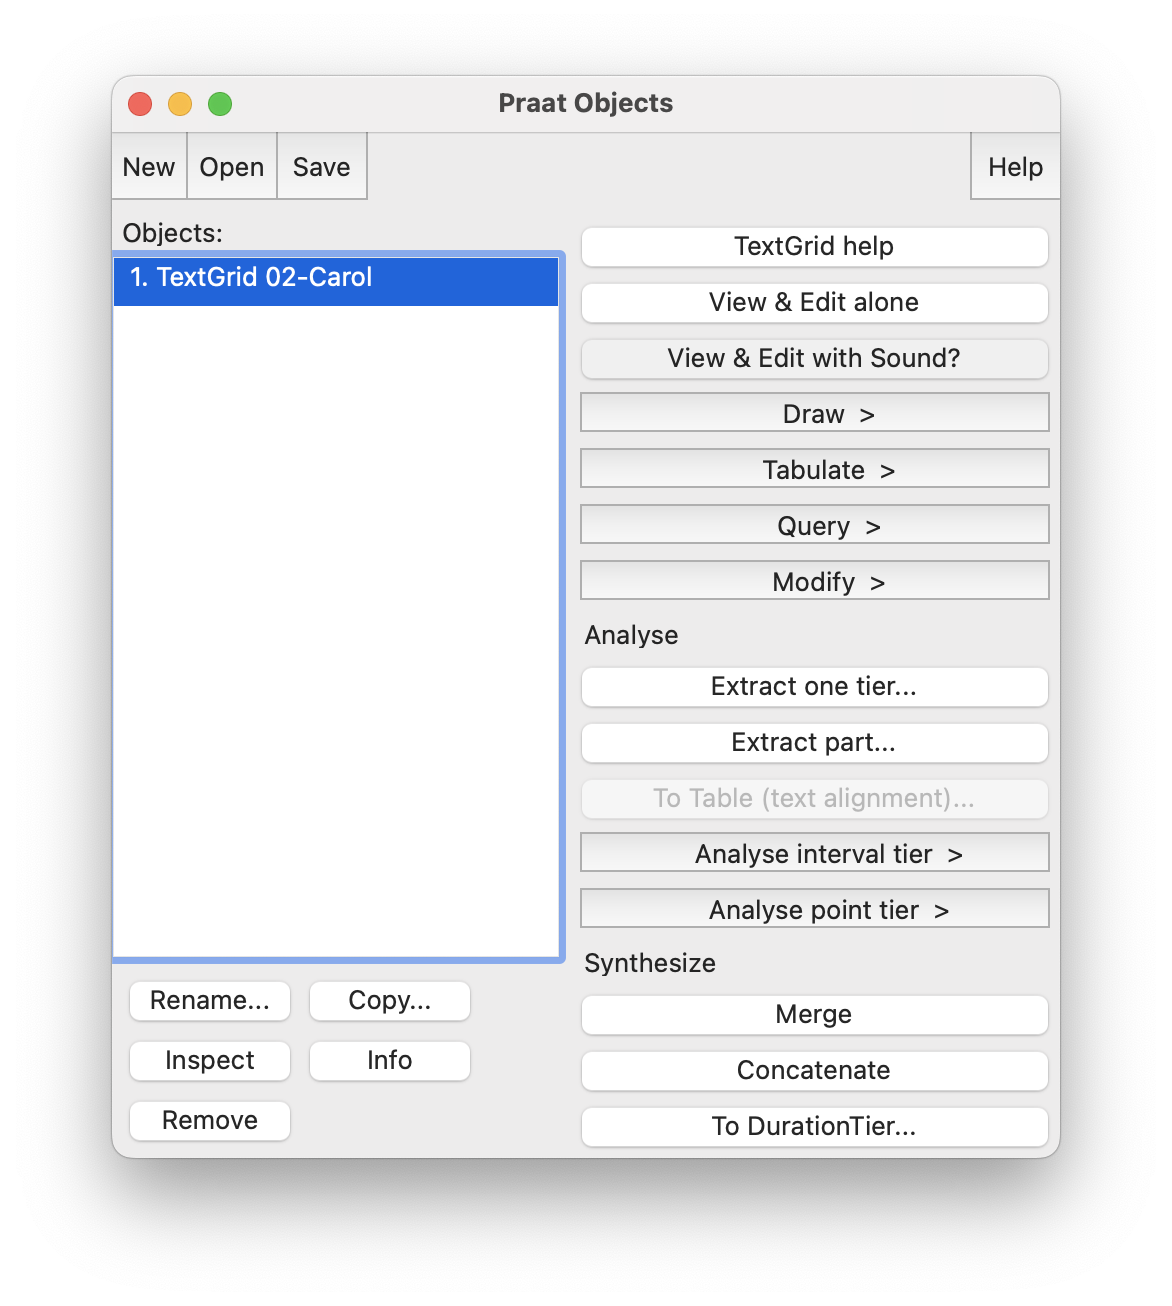 Praat Objects
New
Open
Save
Help
Objects:
1. TextGrid 02-Carol
TextGrid help
View & Edit alone
View & Edit with Sound?
Draw >
Tabulate >
Query >
Modify >
Analyse
Extract one tier...
Extract part...
To Table (text alignment)...
Analyse interval tier >
Analyse point tier >
Synthesize
Merge
Concatenate
To DurationTier...
Rename...
Copy...
Inspect
Info
Remove